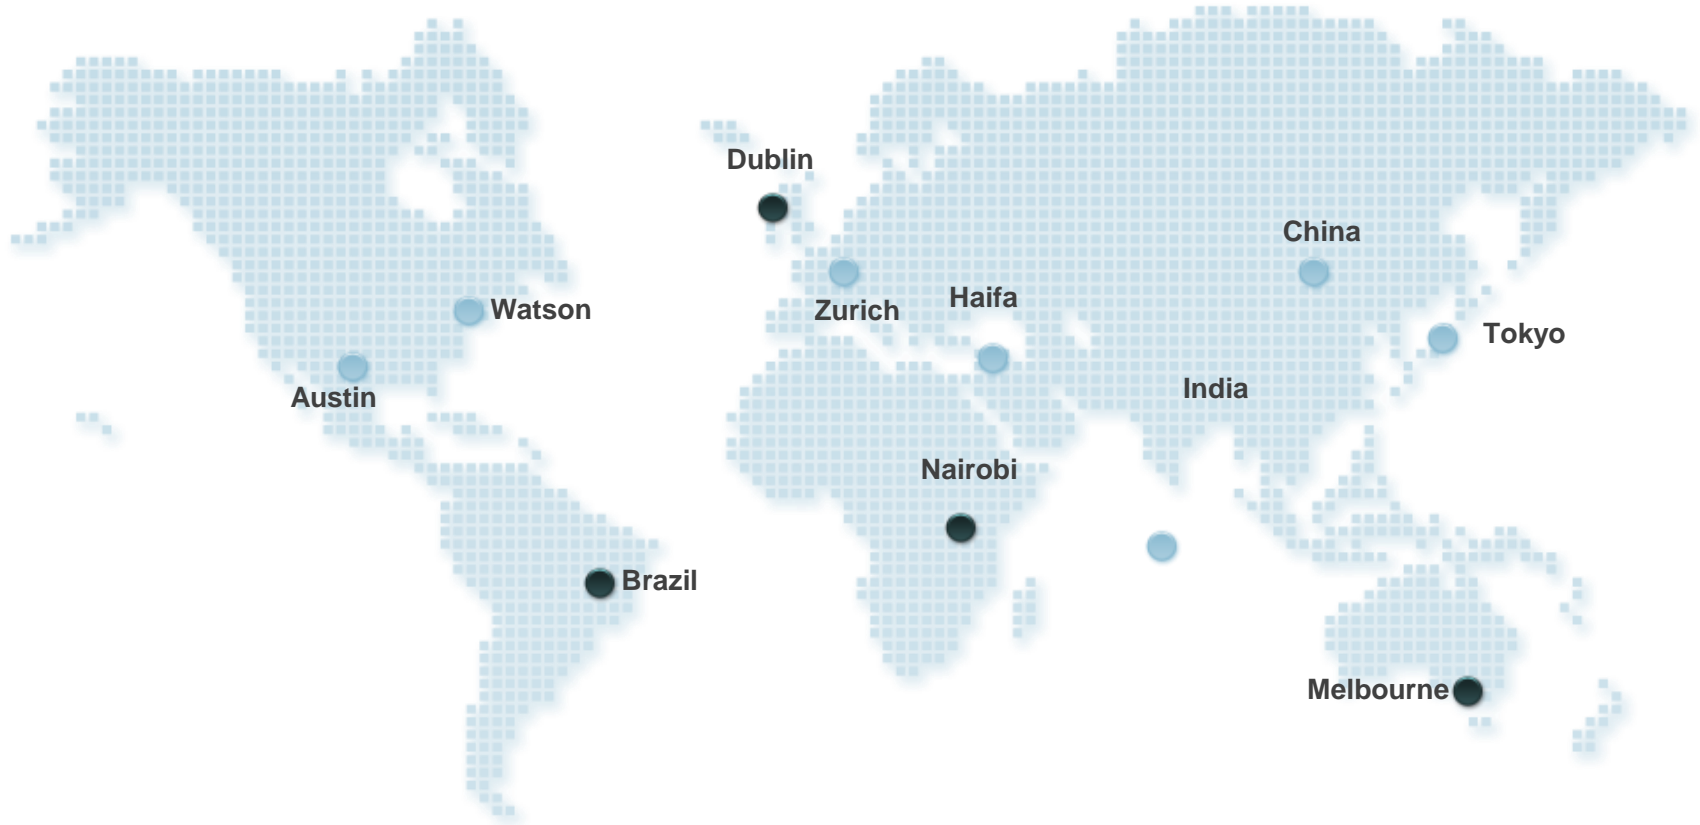 Dublin
China
Haifa
Watson
Zurich
Tokyo
India
Austin
Nairobi
Brazil
Melbourne